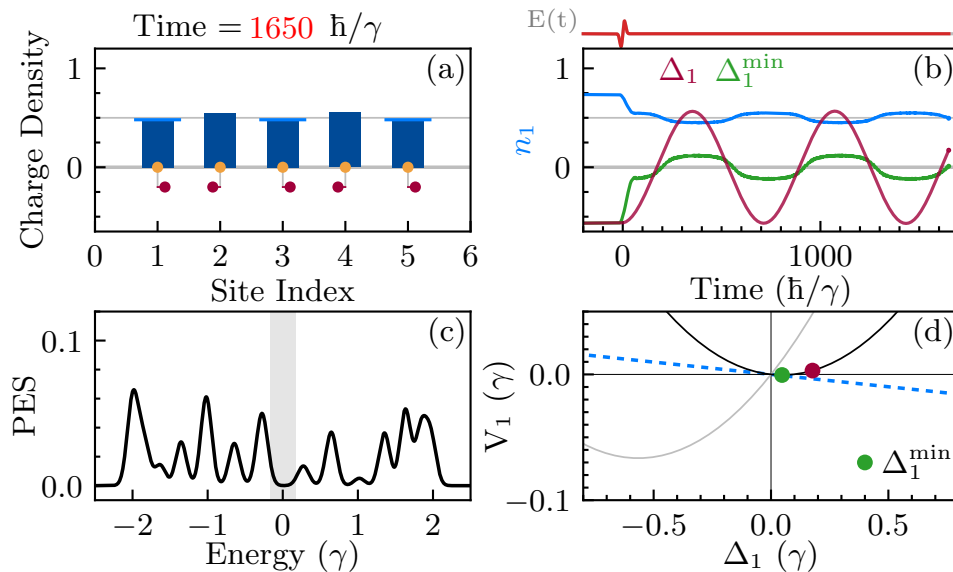 Time = 1650 ħ/γ
E(t)
(a)
Charge Density
1
0
0 1 2 3 4 5 6
Site Index
(b)
Δ₁ Δ₁ᵐⁱⁿ
n₁
1
0
0 1000
Time (ħ/γ)
(c)
PES
0.1
0.0
−2 −1 0 1 2
Energy (γ)
(d)
V₁ (γ)
0.0
−0.1
Δ₁ᵐⁱⁿ
−0.5 0.0 0.5
Δ₁ (γ)